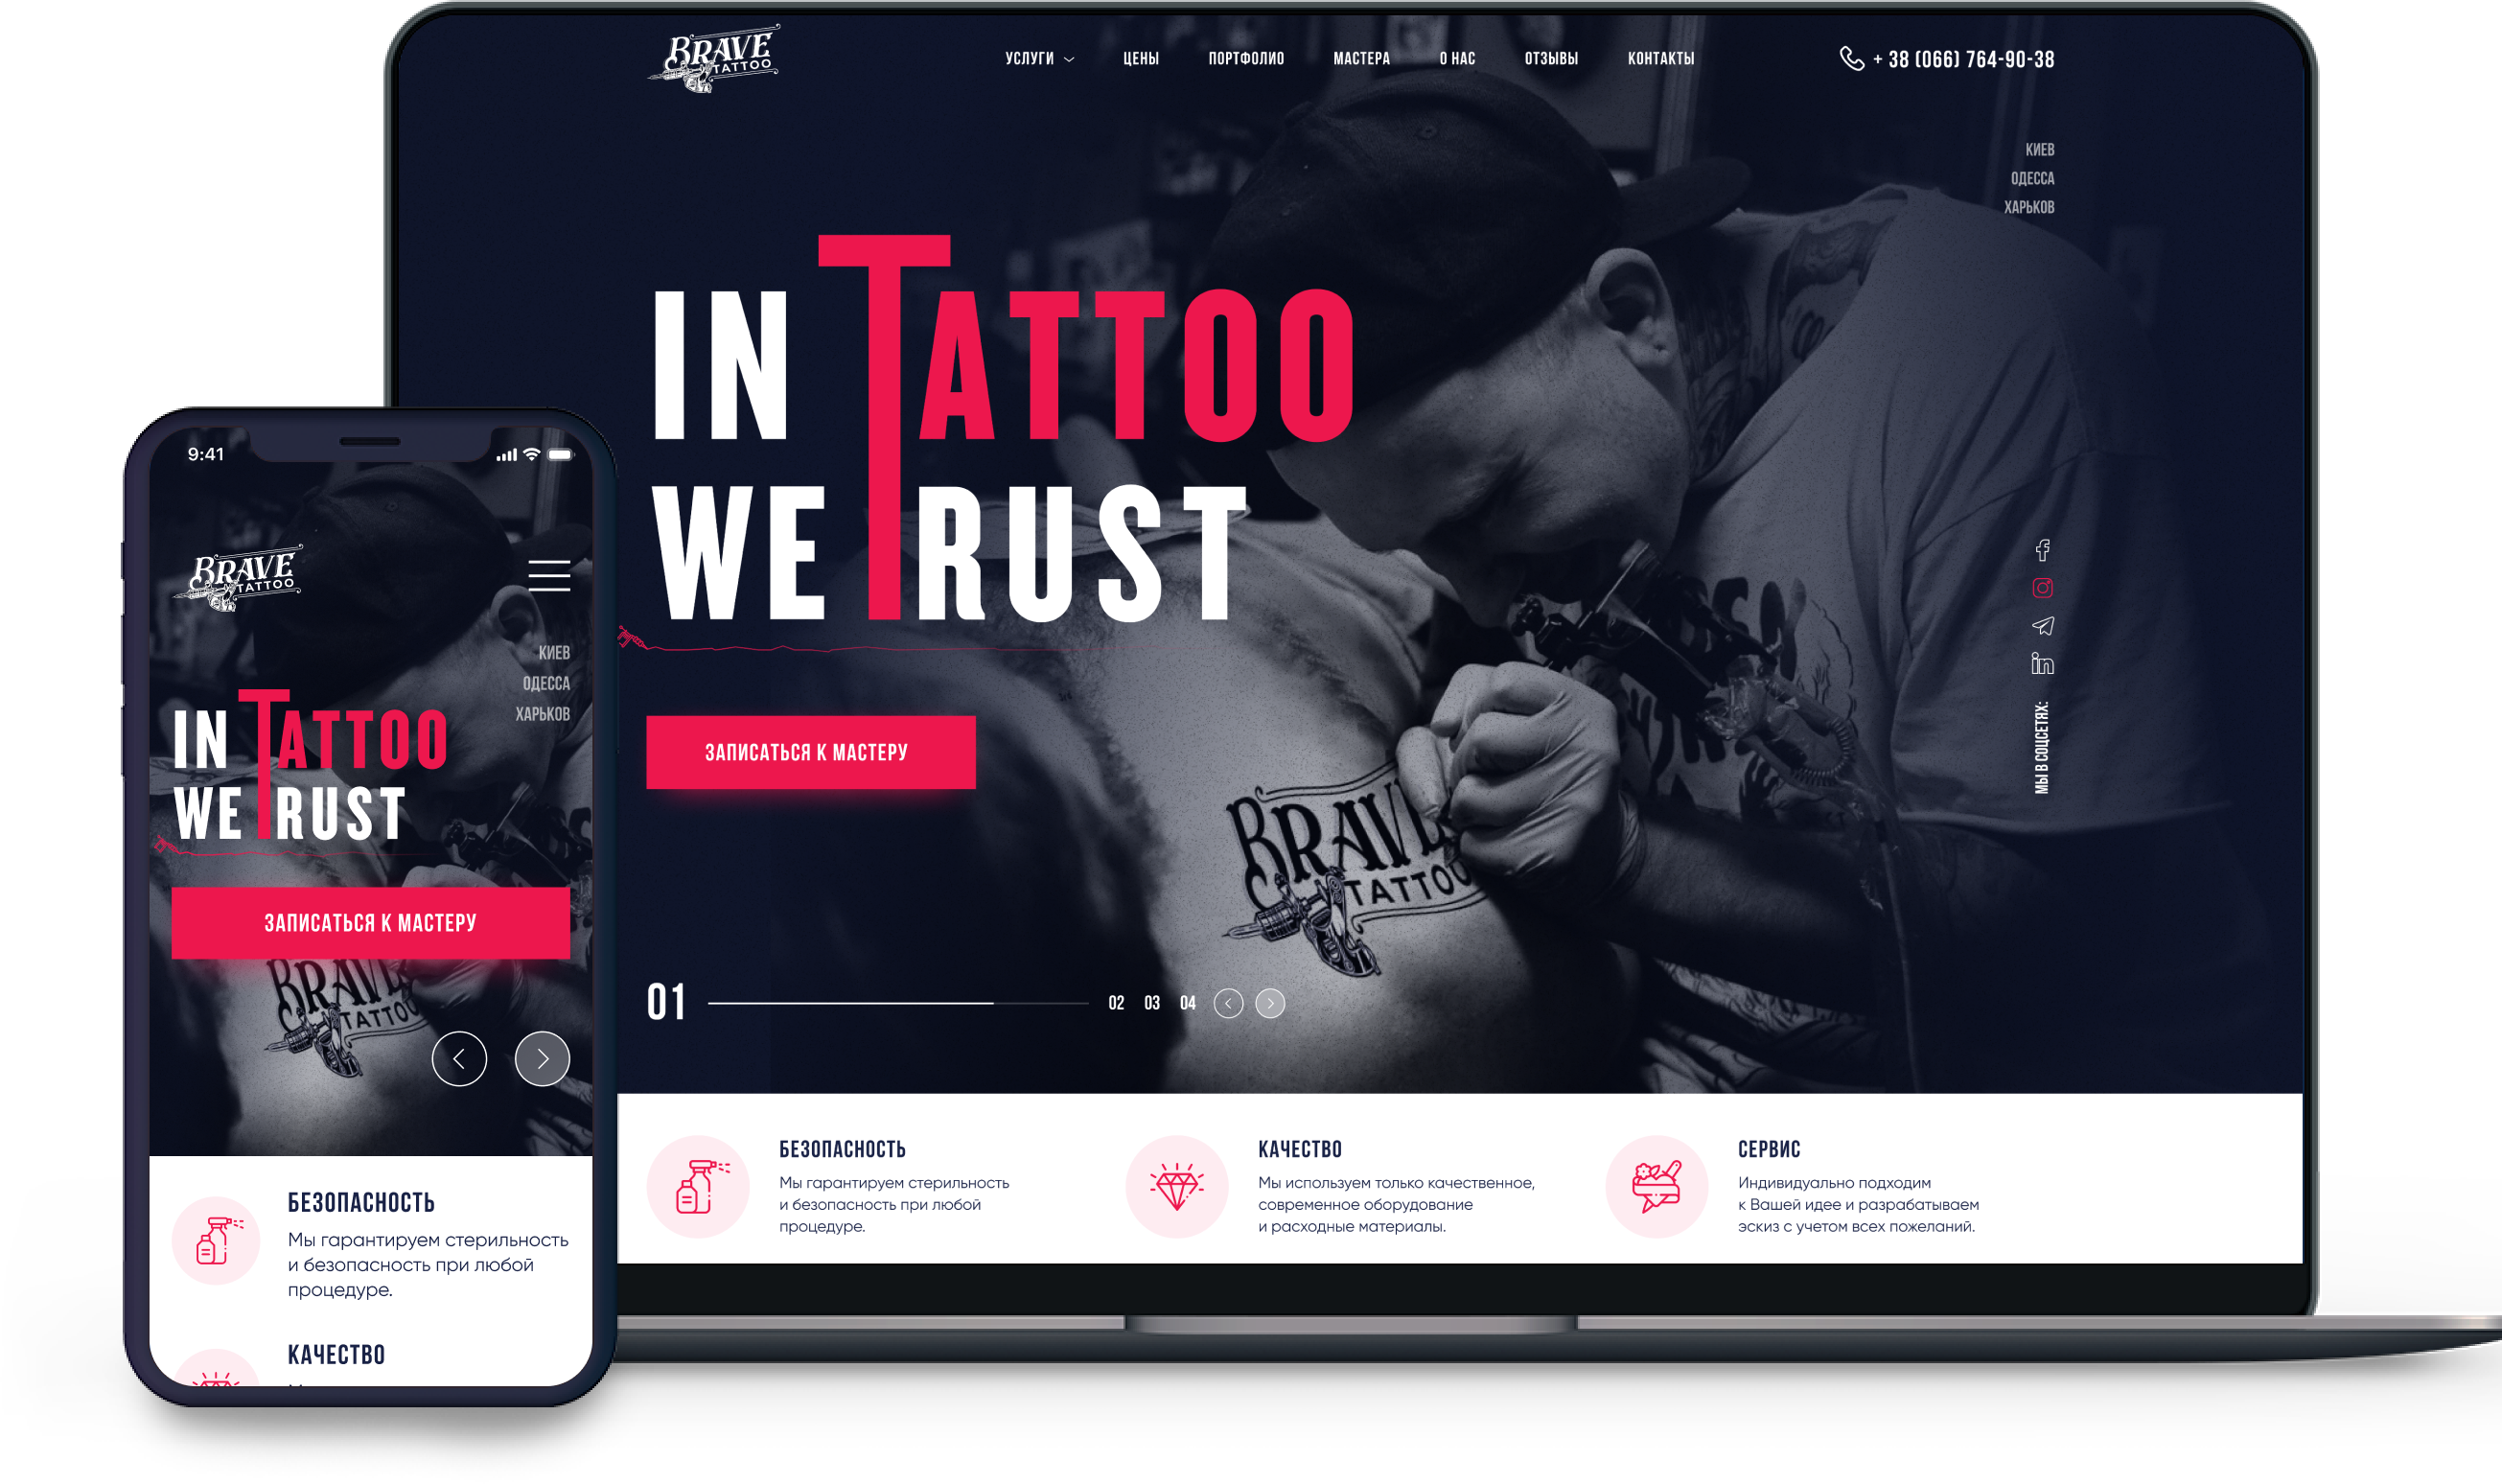 BRAVE
TATTOO
УСЛУГИ
ЦЕНЫ
ПОРТФОЛИО
МАСТЕРА
О НАС
ОТЗЫВЫ
КОНТАКТЫ
+ 38 (066) 764-90-38
КИЕВ
ОДЕССА
ХАРЬКОВ
IN TATTOO
WE TRUST
ЗАПИСАТЬСЯ К МАСТЕРУ
МЫ В СОЦСЕТЯХ:
BRAVE
TATTOO
01
02 03 04
БЕЗОПАСНОСТЬ
Мы гарантируем стерильность
и безопасность при любой
процедуре.
КАЧЕСТВО
Мы используем только качественное,
современное оборудование
и расходные материалы.
СЕРВИС
Индивидуально подходим
к Вашей идее и разрабатываем
эскиз с учетом всех пожеланий.
9:41
BRAVE
TATTOO
КИЕВ
ОДЕССА
ХАРЬКОВ
IN TATTOO
WE TRUST
ЗАПИСАТЬСЯ К МАСТЕРУ
BRAVE
TATTOO
БЕЗОПАСНОСТЬ
Мы гарантируем стерильность
и безопасность при любой
процедуре.
КАЧЕСТВО